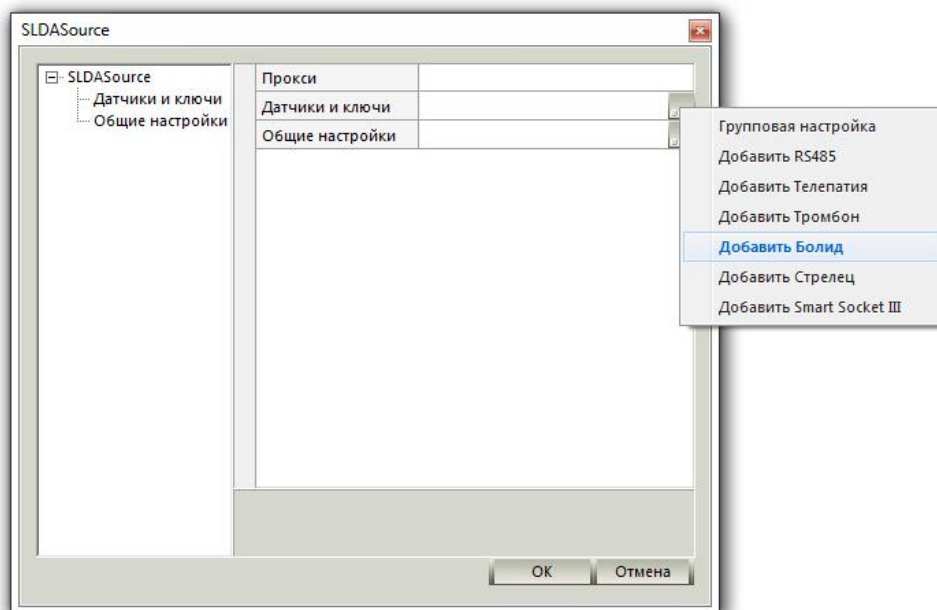 SLDASource
SLDASource
Датчики и ключи
Общие настройки
Прокси
Датчики и ключи
Общие настройки
Групповая настройка
Добавить RS485
Добавить Телепатия
Добавить Тромбон
Добавить Болид
Добавить Стрелец
Добавить Smart Socket III
ОК
Отмена